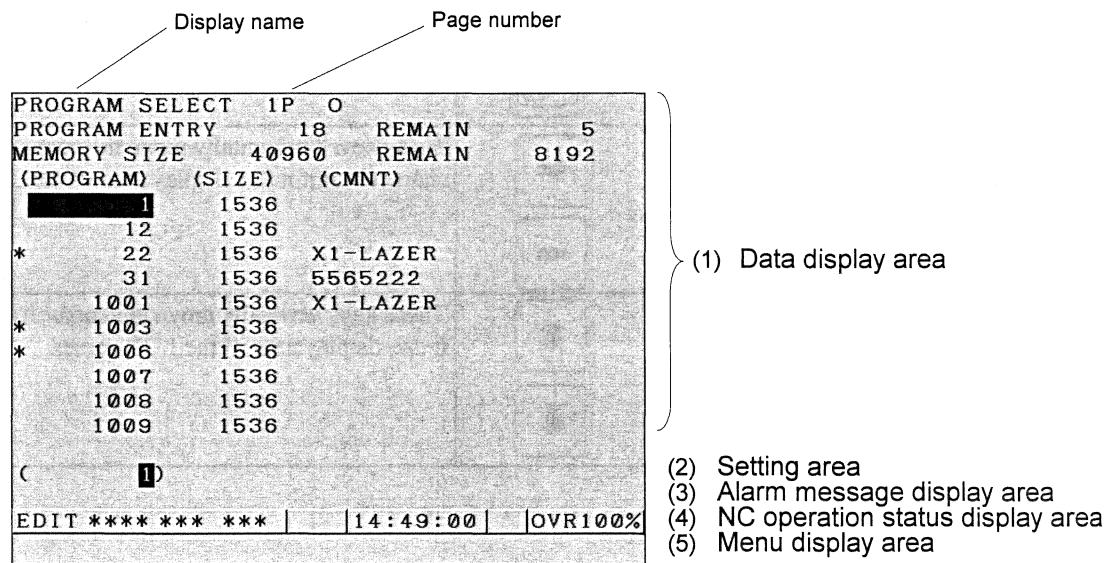 Display name Page number
PROGRAM SELECT 1P O
PROGRAM ENTRY 18 REMAIN 5
MEMORY SIZE 40960 REMAIN 8192
(PROGRAM) (SIZE) (CMNT)
1 1536
12 1536
* 22 1536 X1-LAZER
31 1536 5565222
1001 1536 X1-LAZER
* 1003 1536
* 1006 1536
1007 1536
1008 1536
1009 1536
(1) Data display area
( 1)
(2) Setting area
(3) Alarm message display area
EDIT **** *** *** 14:49:00 OVR100%
(4) NC operation status display area
(5) Menu display area